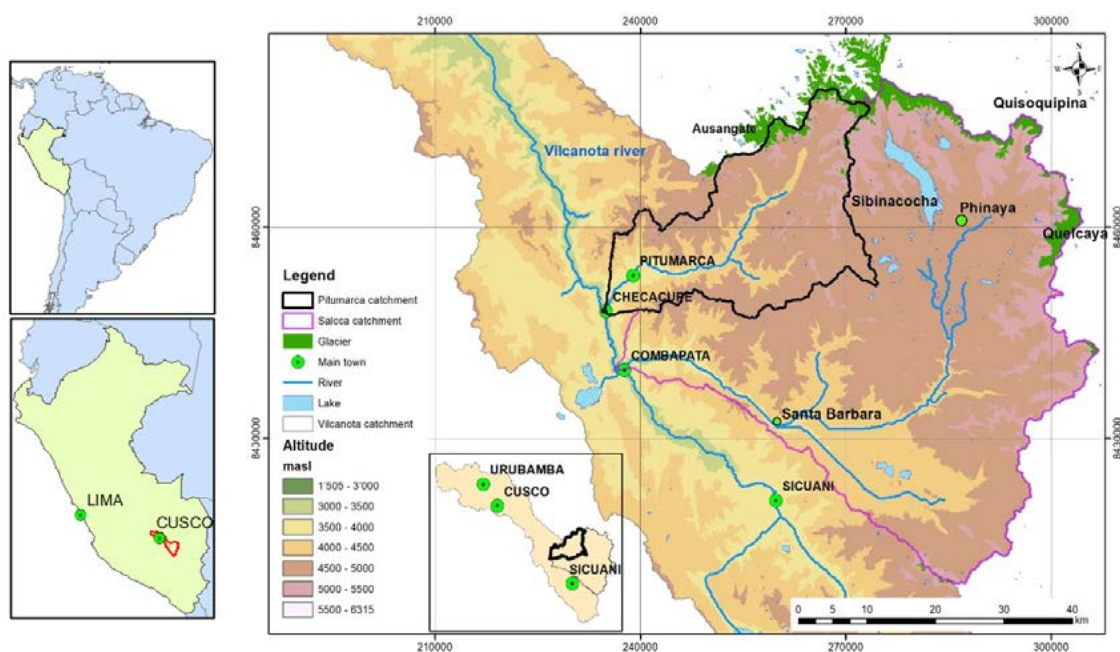 210000
240000
270000
300000
N
W
E
S
Quisoquipina
Ausangate
Vilcanota river
Sibinacocha
Phinaya
Quelcaya
8460000
8460000
PITUMARCA
CHECACUPE
COMBAPATA
Santa Barbara
8430000
8430000
SICUANI
Legend
Pitumarca catchment
Salcca catchment
Glacier
Main town
River
Lake
Vilcanota catchment
Altitude
masl
1'505 - 3'000
3000 - 3500
3500 - 4000
4000 - 4500
4500 - 5000
5000 - 5500
5500 - 6315
LIMA
CUSCO
URUBAMBA
CUSCO
SICUANI
0 5 10 20 30 40
km
210000
240000
270000
300000